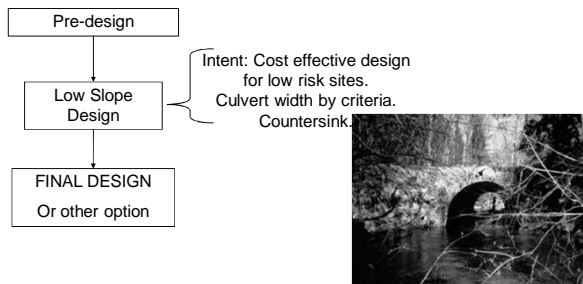 Pre-design
Intent: Cost effective design
for low risk sites.
Culvert width by criteria.
Countersink.
Low Slope
Design
FINAL DESIGN
Or other option